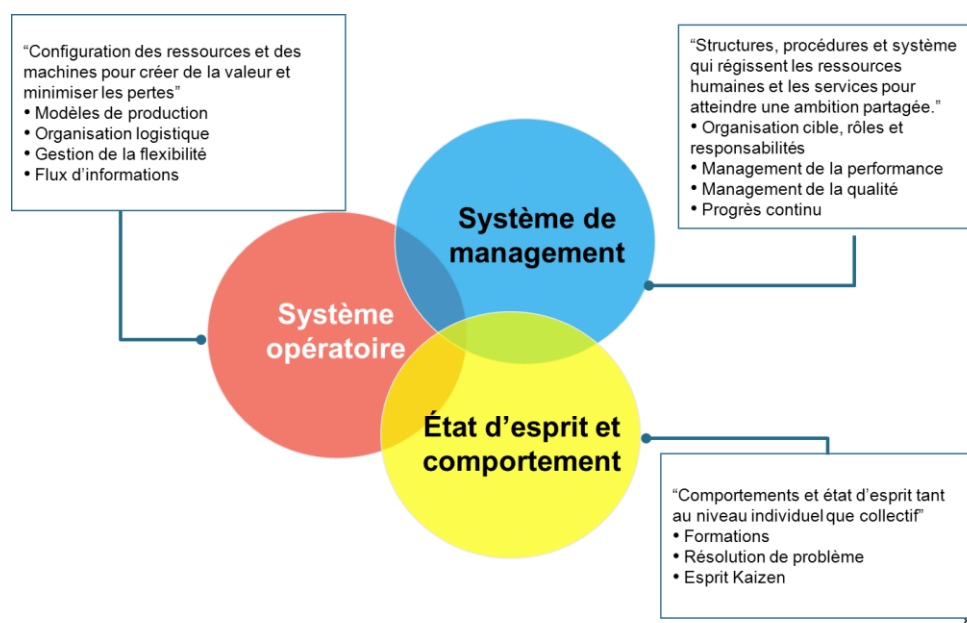 “Configuration des ressources et des
machines pour créer de la valeur et
minimiser les pertes”
• Modèles de production
• Organisation logistique
• Gestion de la flexibilité
• Flux d’informations
“Structures, procédures et système
qui régissent les ressources
humaines et les services pour
atteindre une ambition partagée.”
• Organisation cible, rôles et
responsabilités
• Management de la performance
• Management de la qualité
• Progrès continu
Système de
management
Système
opératoire
État d’esprit et
comportement
“Comportements et état d’esprit tant
au niveau individuel que collectif”
• Formations
• Résolution de problème
• Esprit Kaizen